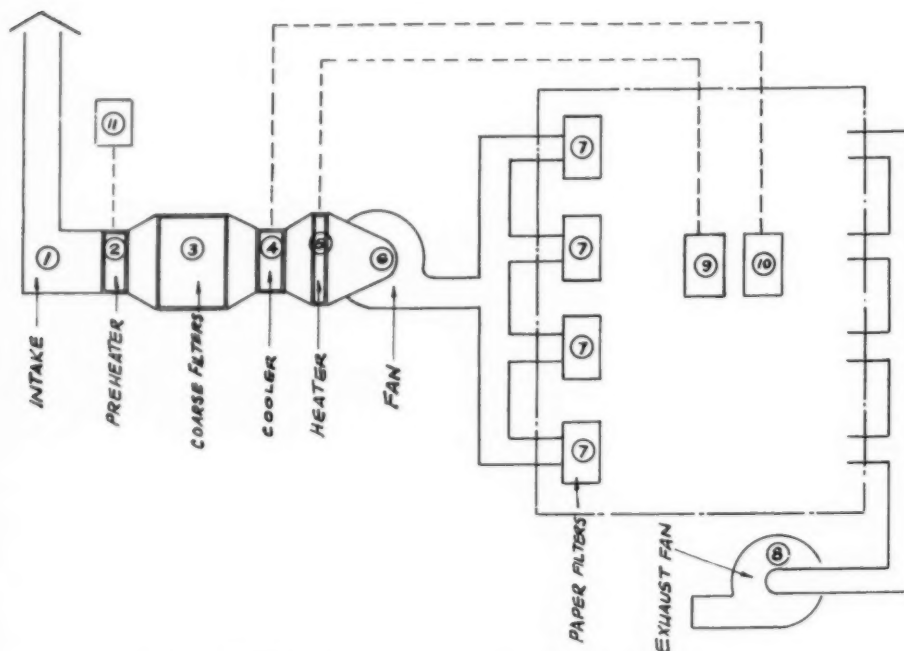 11
7
1
2
3
4
5
6
7
9
10
7
7
INTAKE
PREHEATER
COARSE FILTERS
COOLER
HEATER
FAN
PAPER FILTERS
EXHAUST FAN
8